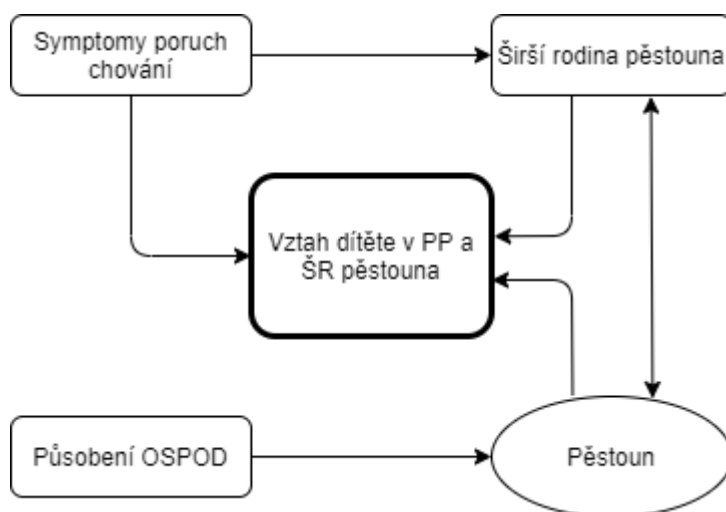 Symptomy poruch
chování
Širší rodina pěstouna
Vztah dítěte v PP a
ŠR pěstouna
Působení OSPOD
Pěstoun